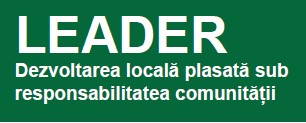 LEADER
Dezvoltarea locală plasată sub
responsabilitatea comunității